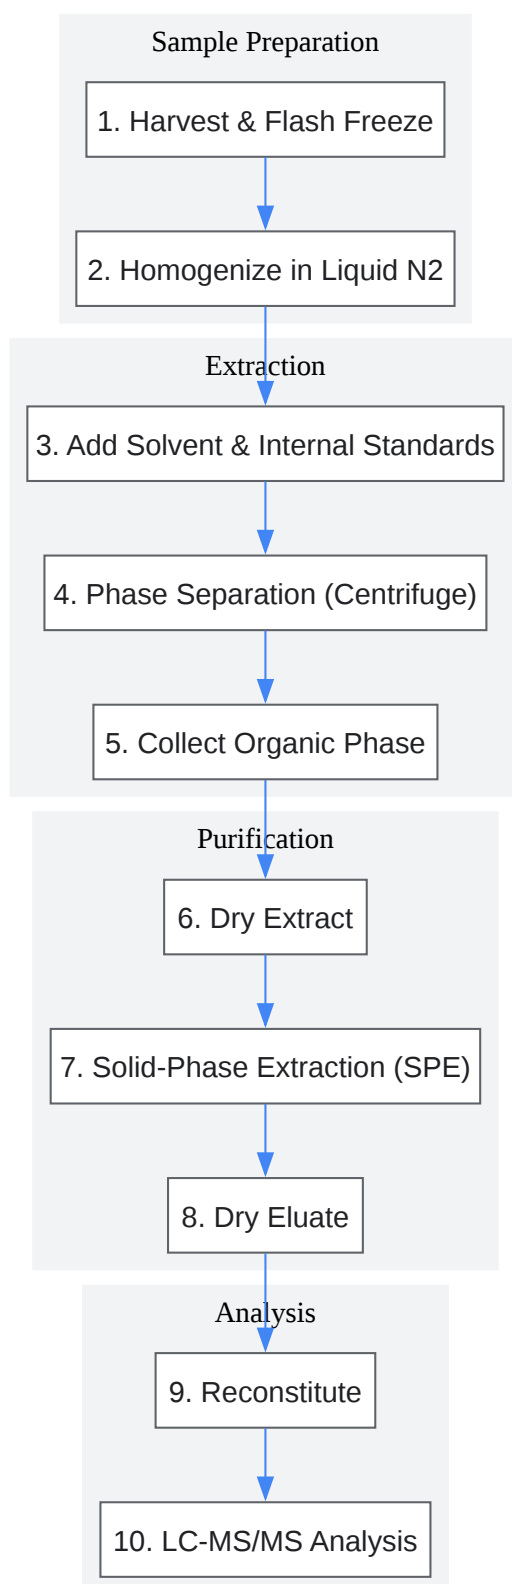 Sample Preparation
1. Harvest & Flash Freeze
2. Homogenize in Liquid N2
Extraction
3. Add Solvent & Internal Standards
4. Phase Separation (Centrifuge)
5. Collect Organic Phase
Purification
6. Dry Extract
7. Solid-Phase Extraction (SPE)
8. Dry Eluate
Analysis
9. Reconstitute
10. LC-MS/MS Analysis